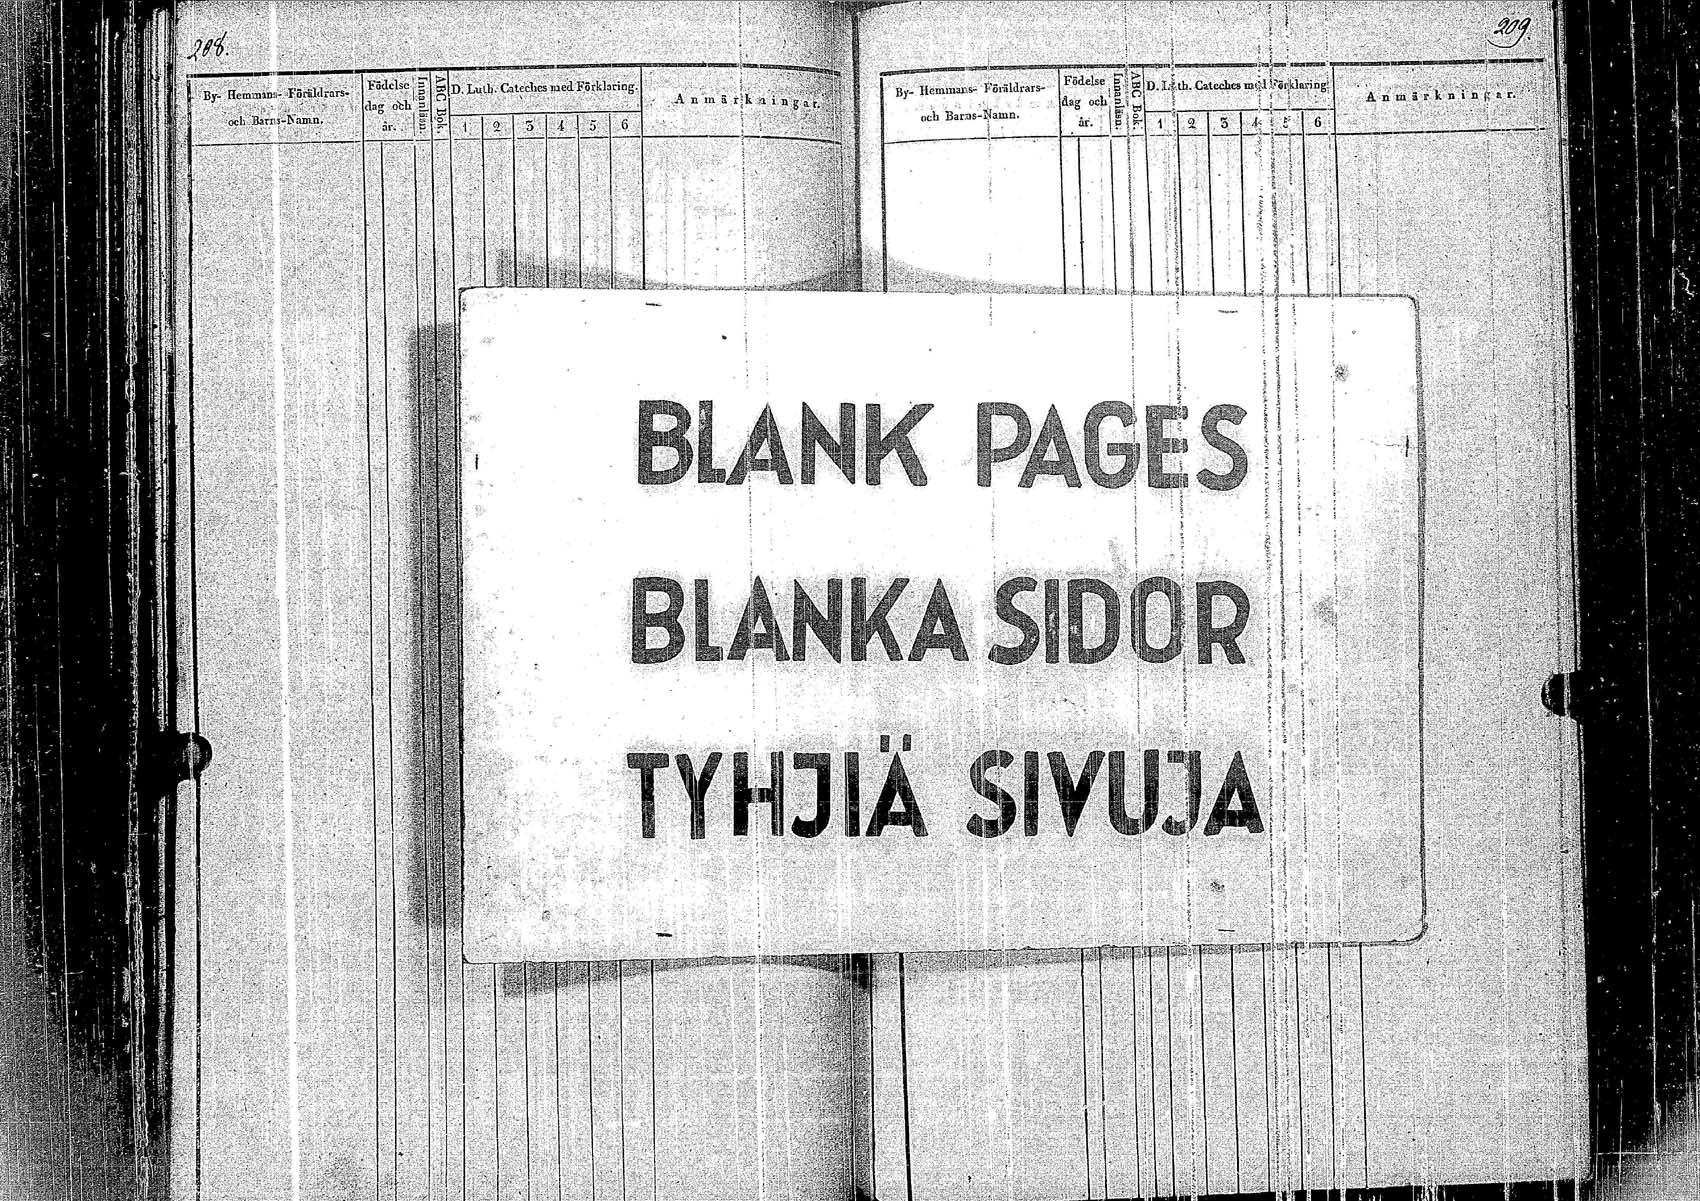 208.
By- Hemmans- Föräldrars- och Barns-Namn.
Födelse dag och år.
Innanläsn.
ABC Bok.
D. Luth. Cateches med Förklaring.
1 2 3 4 5 6
Anmärkningar.
209.
By- Hemmans- Föräldrars- och Barns-Namn.
Födelse dag och år.
Innanläsn.
ABC Bok.
D. Luth. Cateches med Förklaring.
1 2 3 4 5 6
Anmärkningar.
BLANK PAGES
BLANKA SIDOR
TYHJIÄ SIVUJA